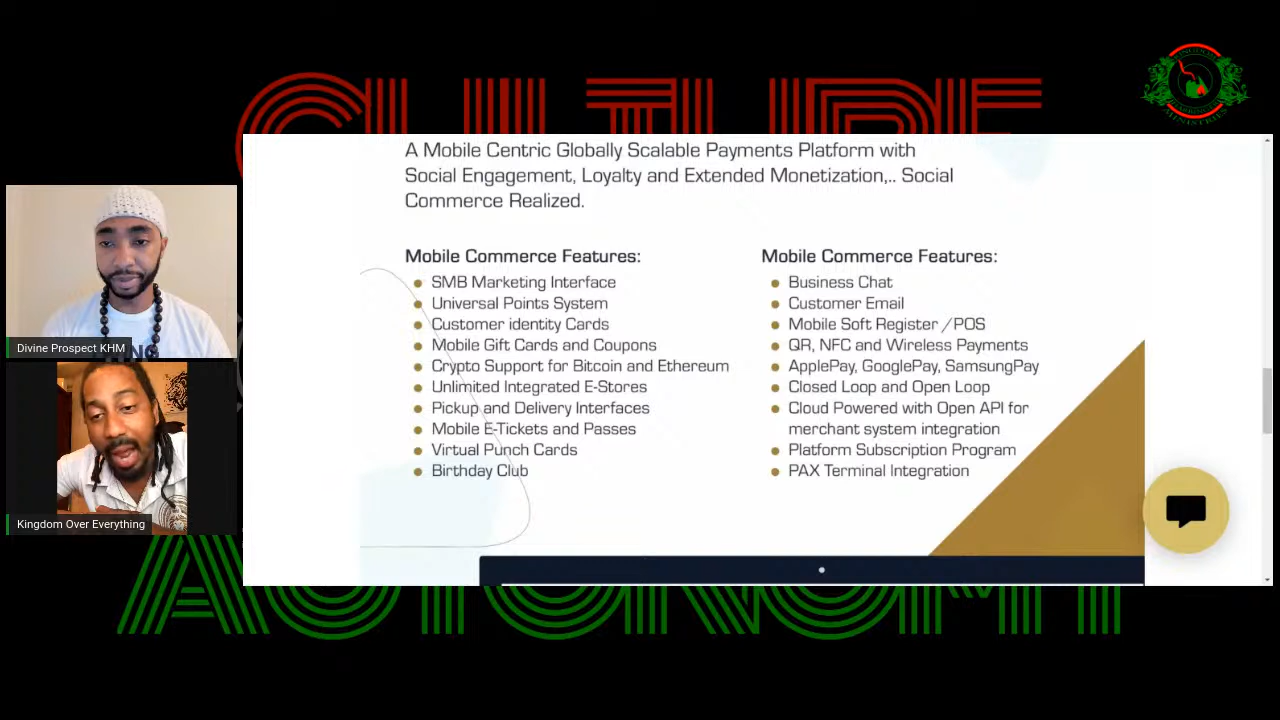 CULTURE
KINGDOM
MINISTRIES
A Mobile Centric Globally Scalable Payments Platform with
Social Engagement, Loyalty and Extended Monetization,.. Social
Commerce Realized.
Mobile Commerce Features:
SMB Marketing Interface
Universal Points System
Customer identity Cards
Mobile Gift Cards and Coupons
Crypto Support for Bitcoin and Ethereum
Unlimited Integrated E-Stores
Pickup and Delivery Interfaces
Mobile E-Tickets and Passes
Virtual Punch Cards
Birthday Club
Mobile Commerce Features:
Business Chat
Customer Email
Mobile Soft Register /POS
QR, NFC and Wireless Payments
ApplePay, GooglePay, SamsungPay
Closed Loop and Open Loop
Cloud Powered with Open API for
merchant system integration
Platform Subscription Program
PAX Terminal Integration
Divine Prospect KHM
Kingdom Over Everything
AUTONOMY